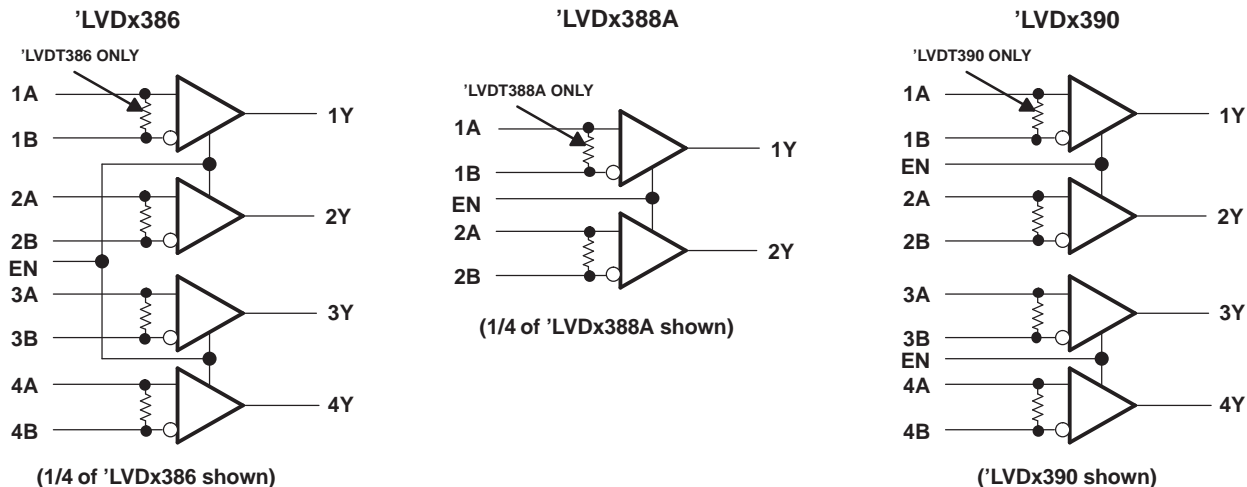 'LVDx386
'LVDT386 ONLY
1A
1Y
1B
2A
2Y
2B
EN
3A
3Y
3B
4A
4Y
4B
(1/4 of 'LVDx386 shown)
'LVDx388A
'LVDT388A ONLY
1A
1Y
1B
EN
2A
2Y
2B
(1/4 of 'LVDx388A shown)
'LVDx390
'LVDT390 ONLY
1A
1Y
1B
EN
2A
2Y
2B
3A
3Y
3B
EN
4A
4Y
4B
('LVDx390 shown)